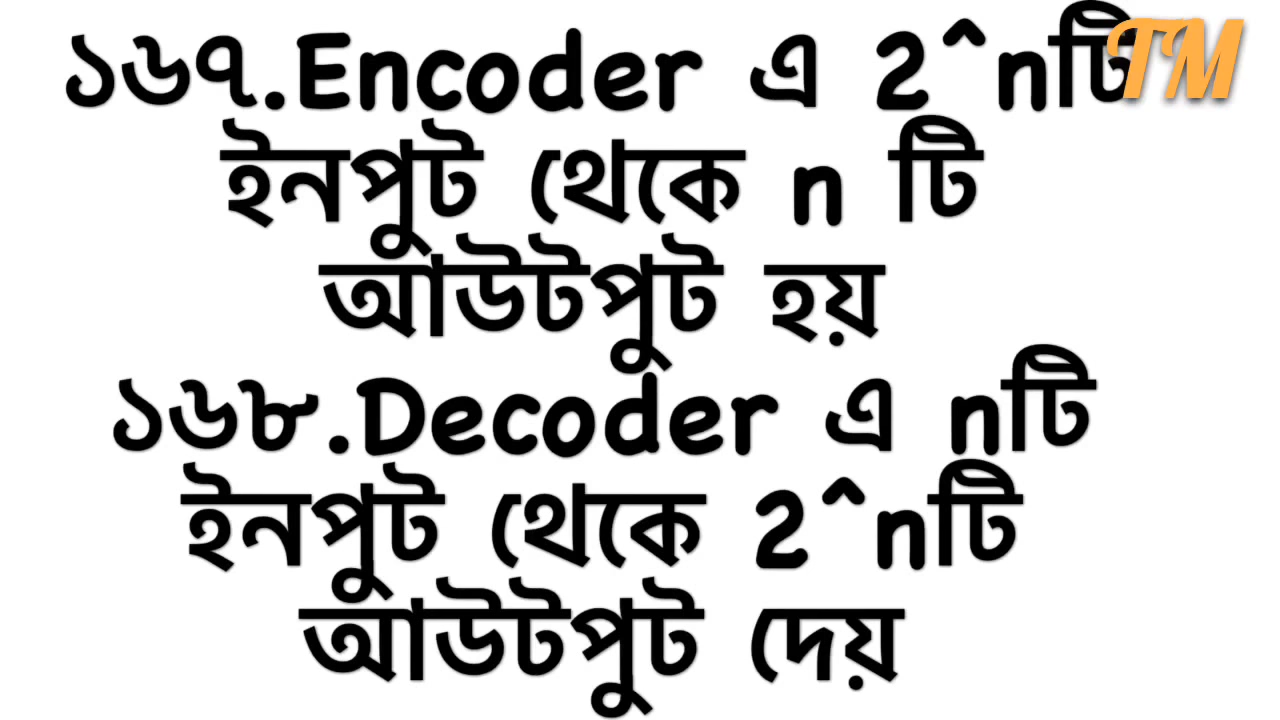 ১৬৭.Encoder এ 2^nটি
ইনপুট থেকে n টি
আউটপুট হয়
১৬৮.Decoder এ nটি
ইনপুট থেকে 2^nটি
আউটপুট দেয়
TM